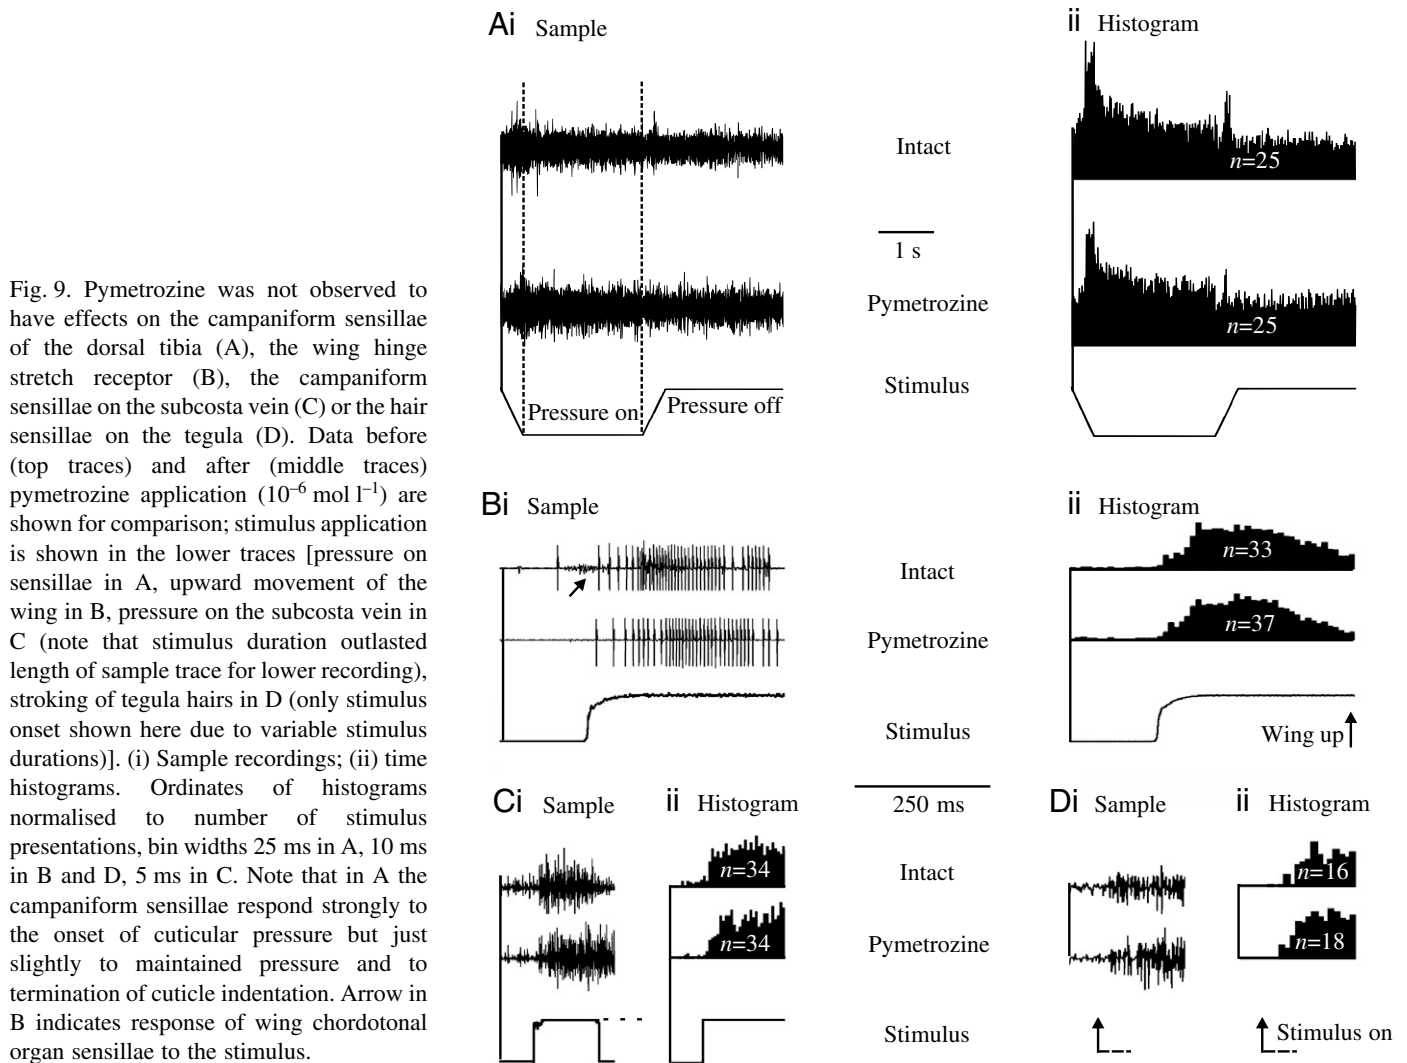 Ai Sample
ii Histogram
Intact
n=25
1 s
Pymetrozine
n=25
Stimulus
Pressure on
Pressure off
Fig. 9. Pymetrozine was not observed to
have effects on the campaniform sensillae
of the dorsal tibia (A), the wing hinge
stretch receptor (B), the campaniform
sensillae on the subcosta vein (C) or the hair
sensillae on the tegula (D). Data before
(top traces) and after (middle traces)
pymetrozine application (10–6 mol l–1) are
shown for comparison; stimulus application
is shown in the lower traces [pressure on
sensillae in A, upward movement of the
wing in B, pressure on the subcosta vein in
C (note that stimulus duration outlasted
length of sample trace for lower recording),
stroking of tegula hairs in D (only stimulus
onset shown here due to variable stimulus
durations)]. (i) Sample recordings; (ii) time
histograms. Ordinates of histograms
normalised to number of stimulus
presentations, bin widths 25 ms in A, 10 ms
in B and D, 5 ms in C. Note that in A the
campaniform sensillae respond strongly to
the onset of cuticular pressure but just
slightly to maintained pressure and to
termination of cuticle indentation. Arrow in
B indicates response of wing chordotonal
organ sensillae to the stimulus.
Bi Sample
ii Histogram
Intact
n=33
Pymetrozine
n=37
Stimulus
Wing up
250 ms
Ci Sample
ii Histogram
Di Sample
ii Histogram
Intact
n=34
n=16
Pymetrozine
n=34
n=18
Stimulus
Stimulus on